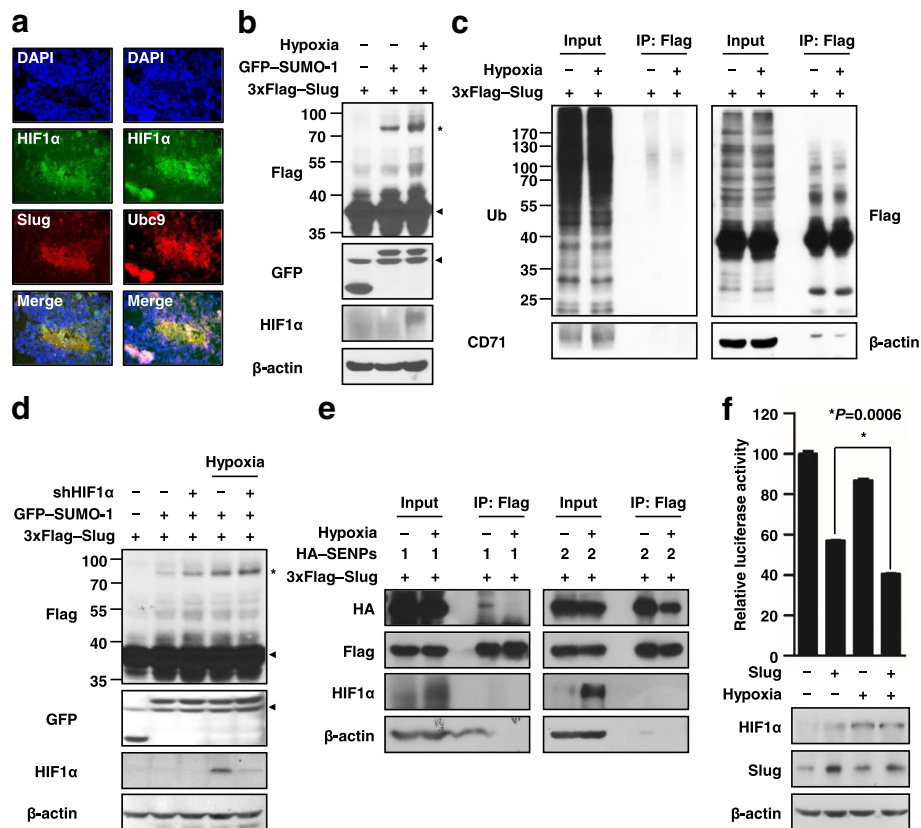 a
DAPI DAPI
HIF1α HIF1α
Slug Ubc9
Merge Merge
b
Hypoxia – – +
GFP–SUMO-1 – + +
3xFlag–Slug + + +
100
70
55
40
35
Flag
*
GFP
HIF1α
β-actin
c
Input IP: Flag Input IP: Flag
Hypoxia – + – + – + – +
3xFlag–Slug + + + + + + + +
170
130
100
70
55
40
35
25
Ub
Flag
CD71
β-actin
d
Hypoxia
shHIF1α – – + – +
GFP–SUMO-1 – + + + +
3xFlag–Slug + + + + +
100
70
55
40
35
Flag
*
GFP
HIF1α
β-actin
e
Input IP: Flag Input IP: Flag
Hypoxia – + – + – + – +
HA–SENPs 1 1 1 1 2 2 2 2
3xFlag–Slug + + + + + + + +
HA
Flag
HIF1α
β-actin
f
*P=0.0006
*
Relative luciferase activity
120
100
80
60
40
20
0
Slug – + – +
Hypoxia – – + +
HIF1α
Slug
β-actin